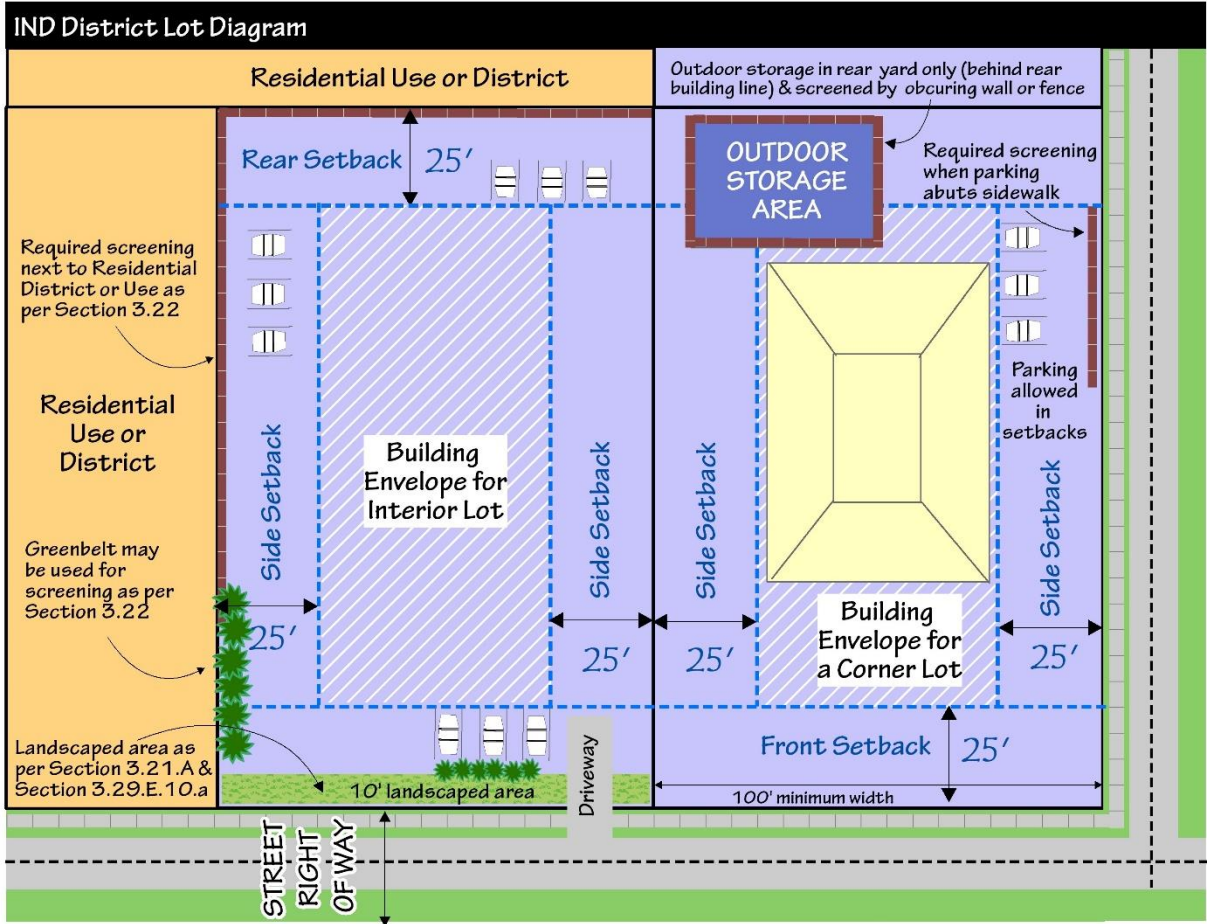 IND District Lot Diagram
Residential Use or District
Outdoor storage in rear yard only (behind rear
building line) & screened by obcuring wall or fence
Rear Setback
25'
OUTDOOR
STORAGE
AREA
Required screening
when parking
abuts sidewalk
Required screening
next to Residential
District or Use as
per Section 3.22
Residential
Use or
District
Side Setback
25'
Building
Envelope for
Interior Lot
Side Setback
25'
Side Setback
25'
Parking
allowed
in
setbacks
Side Setback
25'
Building
Envelope for
a Corner Lot
Greenbelt may
be used for
screening as per
Section 3.22
Landscaped area as
per Section 3.21.A &
Section 3.29.E.10.a
10' landscaped area
Driveway
Front Setback
25'
100' minimum width
STREET
RIGHT
OF WAY